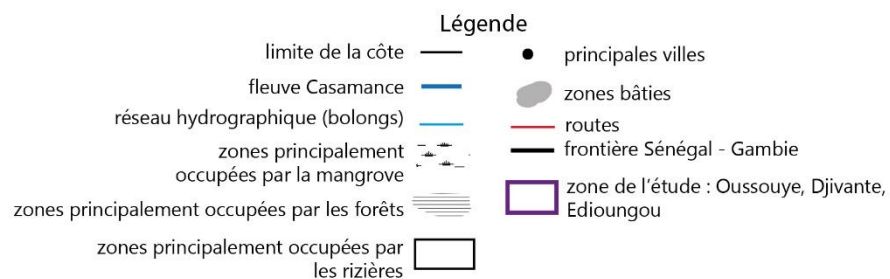 Légende
limite de la côte
fleuve Casamance
réseau hydrographique (bolongs)
zones principalement
occupées par la mangrove
zones principalement occupées par les forêts
zones principalement occupées par
les rizières
principales villes
zones bâties
routes
frontière Sénégal - Gambie
zone de l'étude : Oussouye, Djivante,
Edioungou